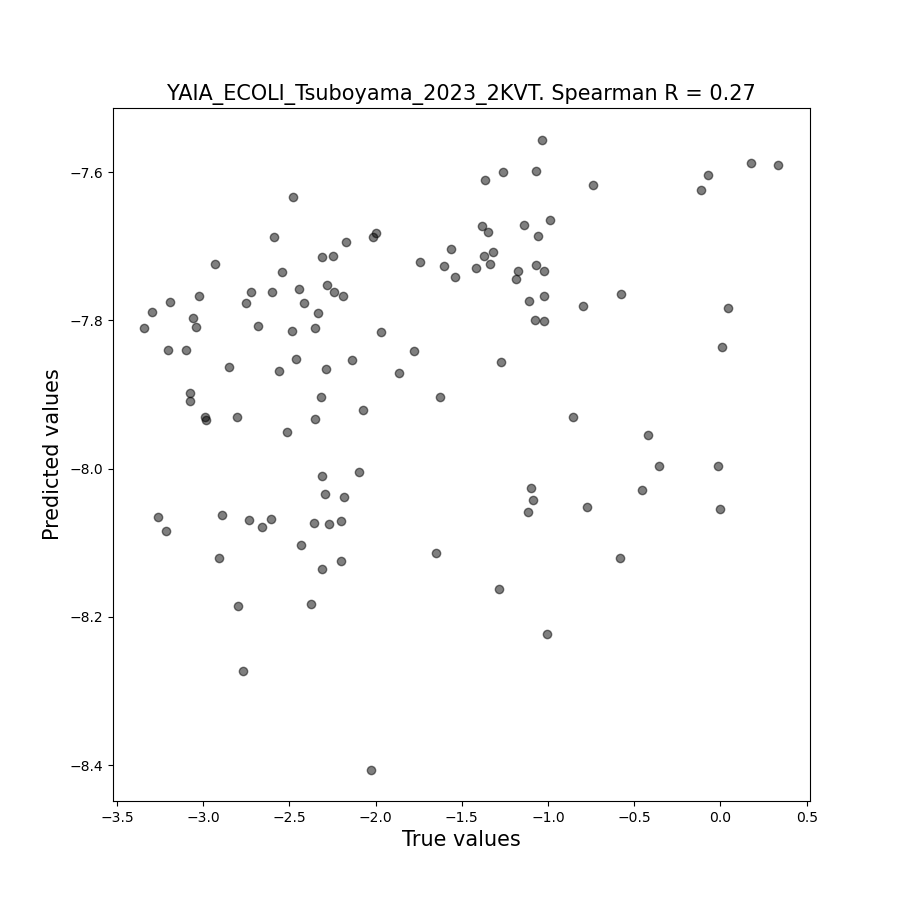 YAIA_ECOLI_Tsuboyama_2023_2KVT. Spearman R = 0.27
Predicted values
−7.6
−7.8
−8.0
−8.2
−8.4
−3.5 −3.0 −2.5 −2.0 −1.5 −1.0 −0.5 0.0 0.5
True values